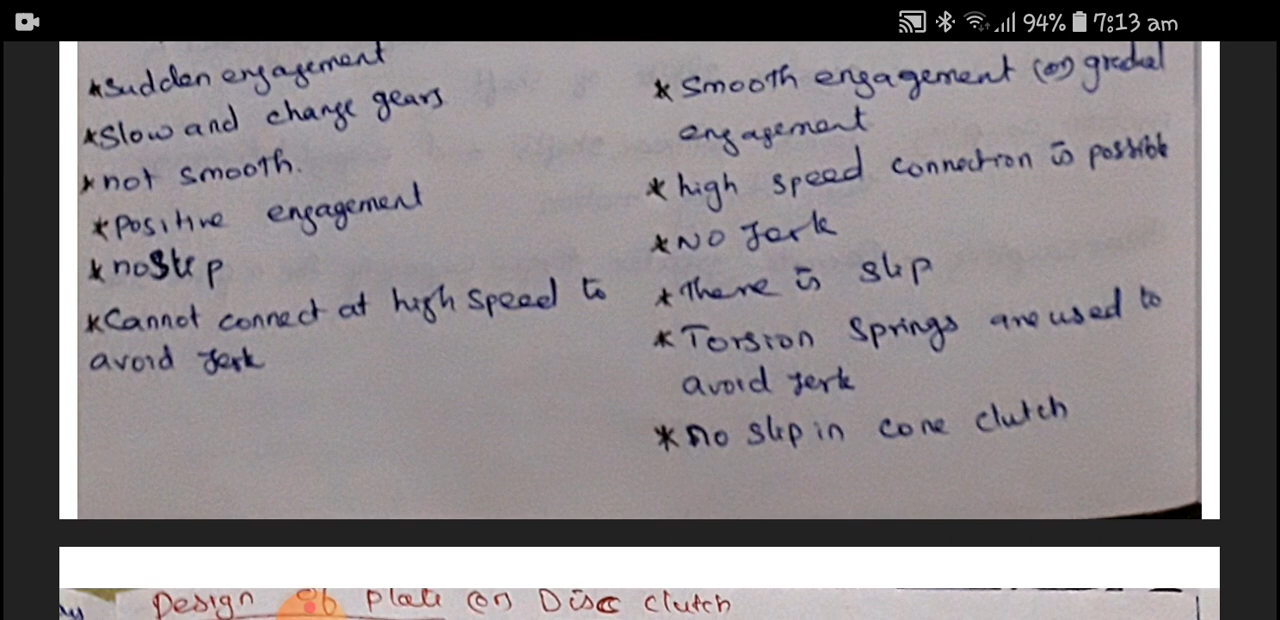 94% 7:13 am
*Sudden engagement
*Slow and change gears
*not smooth.
*Positive engagement
*no Slip
*Cannot connect at high speed to
avoid Jerk
*Smooth engagement (or) gradual
engagement
*high speed connection is possible
*NO Jerk
*There is slip
*Torsion Springs are used to
avoid Jerk
*no slip in cone clutch
Design of Plate (or) Disc clutch